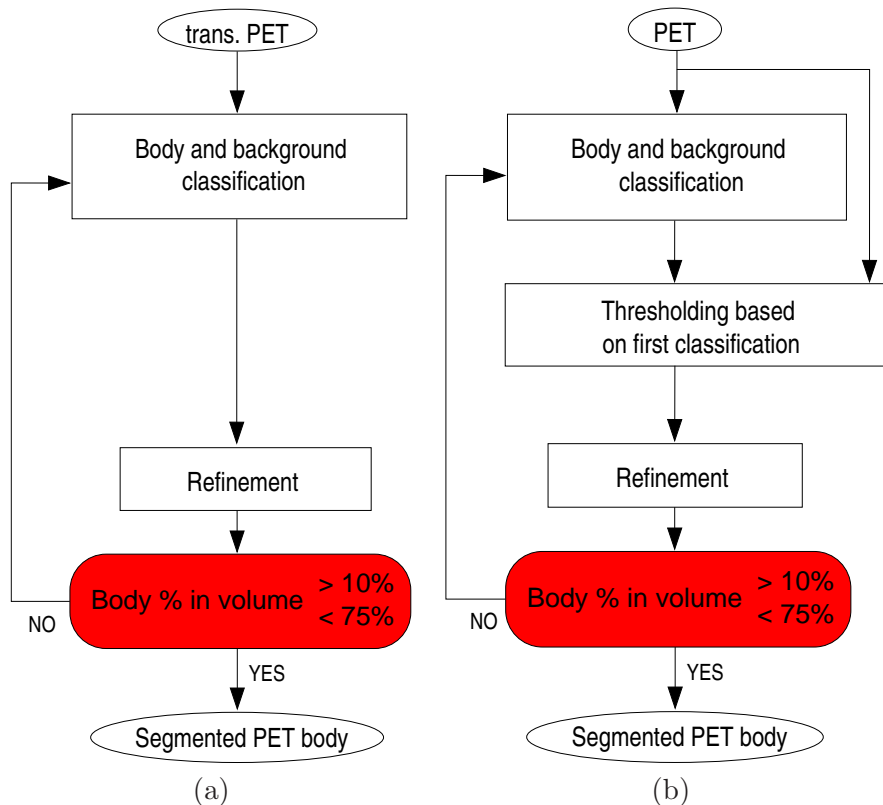 trans. PET
Body and background
classification
Refinement
Body % in volume
> 10%
< 75%
NO
YES
Segmented PET body
(a)
PET
Body and background
classification
Thresholding based
on first classification
Refinement
Body % in volume
> 10%
< 75%
NO
YES
Segmented PET body
(b)